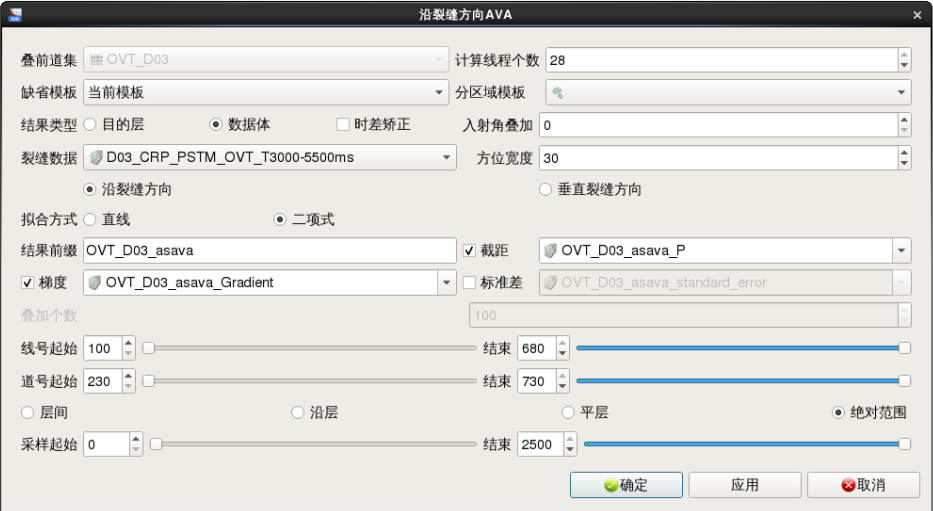 沿裂缝方向AVA
叠前道集 OVT_D03 计算线程个数 28
缺省模板 当前模板 分区域模板
结果类型 目的层 数据体 时差矫正 入射角叠加 0
裂缝数据 D03_CRP_PSTM_OVT_T3000-5500ms 方位宽度 30
沿裂缝方向 垂直裂缝方向
拟合方式 直线 二项式
结果前缀 OVT_D03_asava 截距 OVT_D03_asava_P
梯度 OVT_D03_asava_Gradient 标准差 OVT_D03_asava_standard_error
叠加个数 100
线号起始 100 结束 680
道号起始 230 结束 730
层间 沿层 平层 绝对范围
采样起始 0 结束 2500
确定 应用 取消